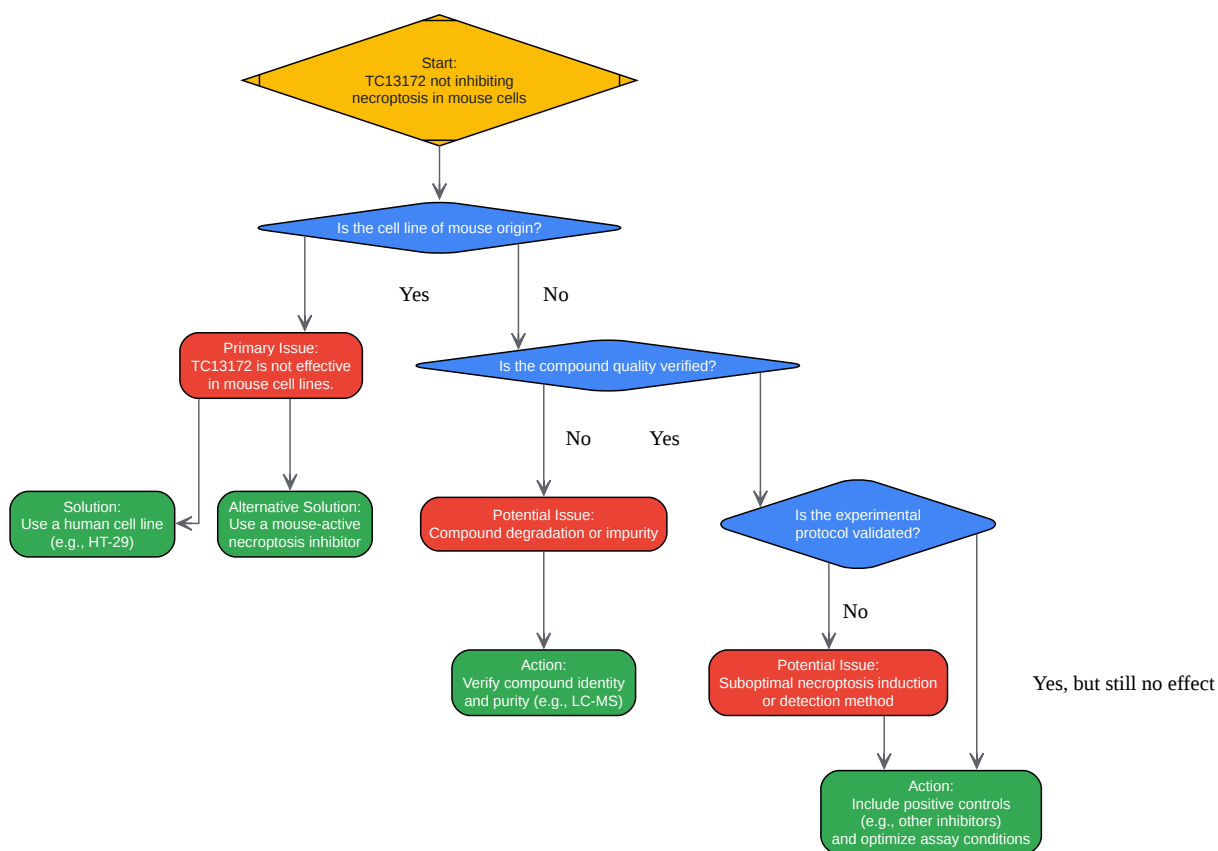 Start:
TC13172 not inhibiting
necroptosis in mouse cells
Is the cell line of mouse origin?
Yes
No
Primary Issue:
TC13172 is not effective
in mouse cell lines.
Is the compound quality verified?
No
Yes
Solution:
Use a human cell line
(e.g., HT-29)
Alternative Solution:
Use a mouse-active
necroptosis inhibitor
Potential Issue:
Compound degradation or impurity
Is the experimental
protocol validated?
No
Action:
Verify compound identity
and purity (e.g., LC-MS)
Potential Issue:
Suboptimal necroptosis induction
or detection method
Yes, but still no effect
Action:
Include positive controls
(e.g., other inhibitors)
and optimize assay conditions